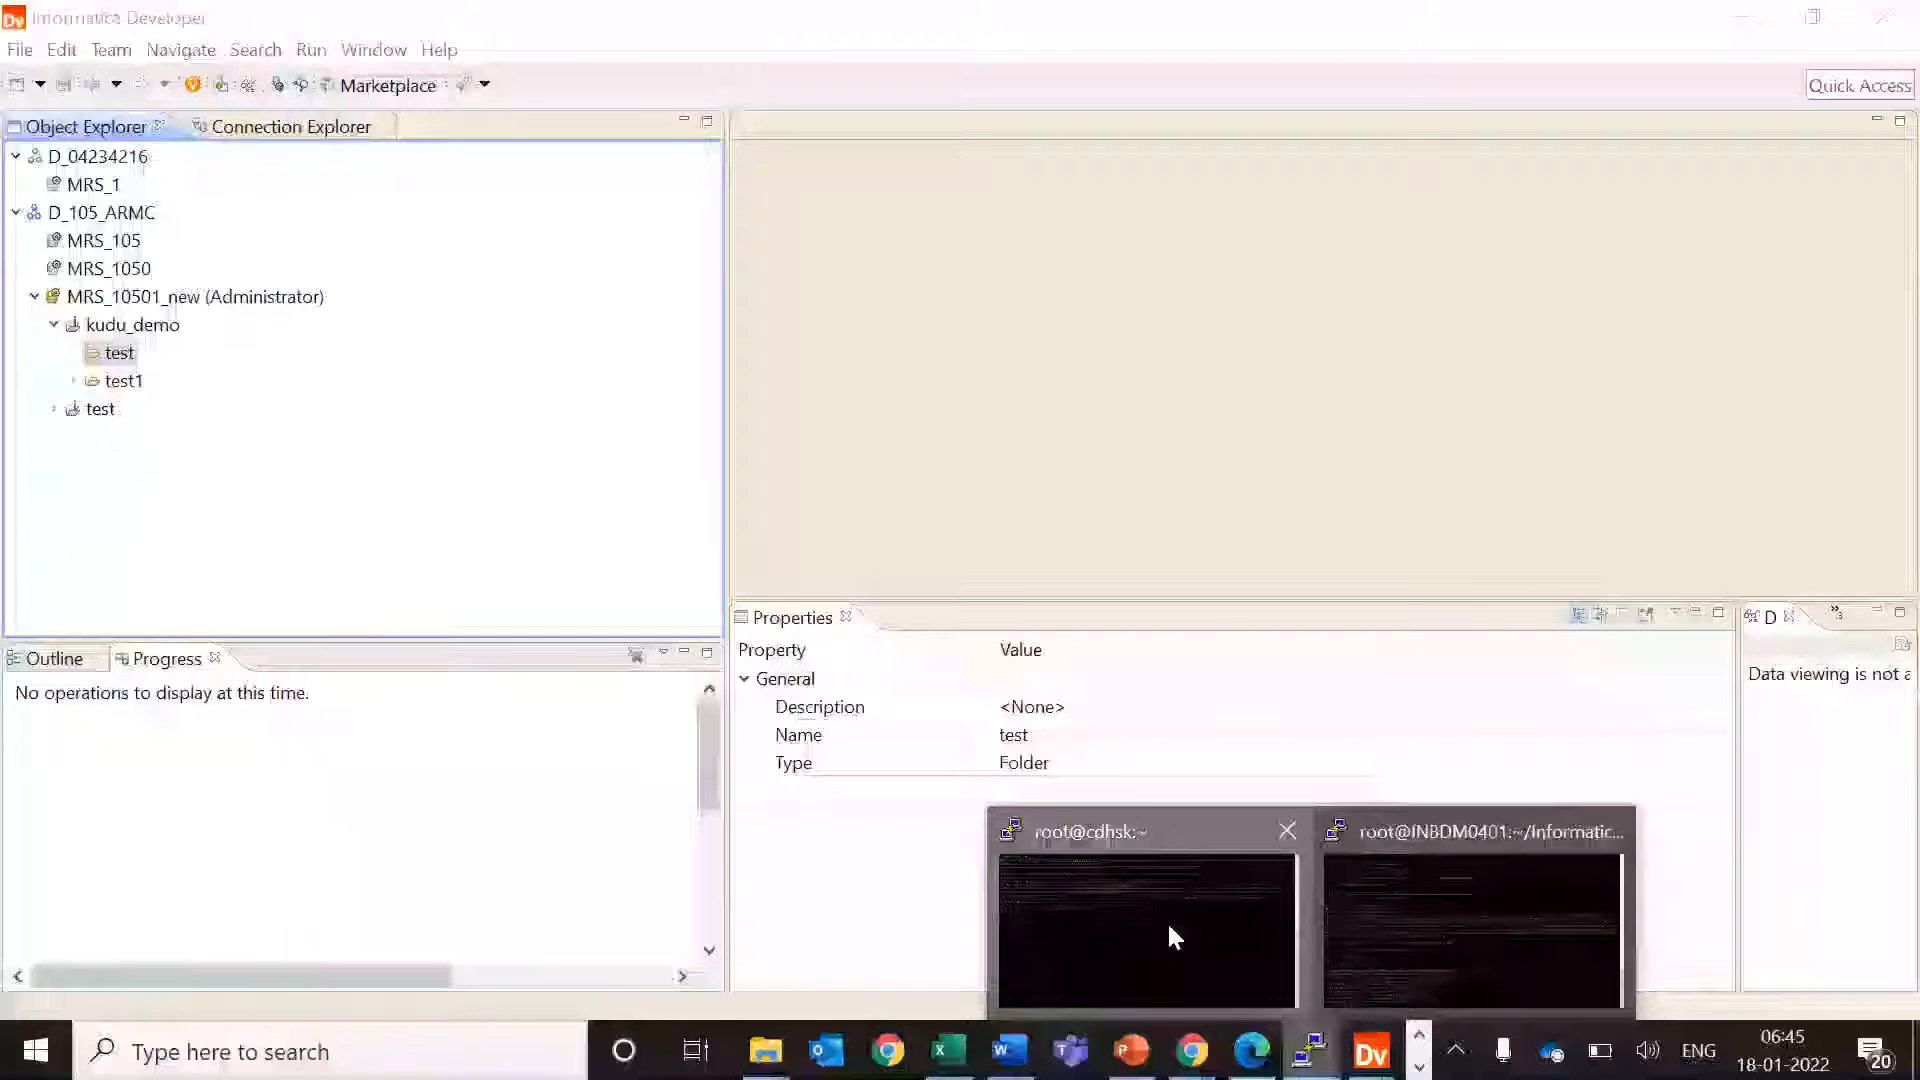 Dv Informatica Developer
File Edit Team Navigate Search Run Window Help
Marketplace
Quick Access
Object Explorer
Connection Explorer
D_04234216
MRS_1
D_105_ARMC
MRS_105
MRS_1050
MRS_10501_new (Administrator)
kudu_demo
test
test1
test
Outline
Progress
No operations to display at this time.
Properties
Property Value
General
Description <None>
Name test
Type Folder
D
Data viewing is not a
root@cdhsk:~
root@INBDM0401:~/Informatic...
Type here to search
Dv
ENG
06:45
18-01-2022
20